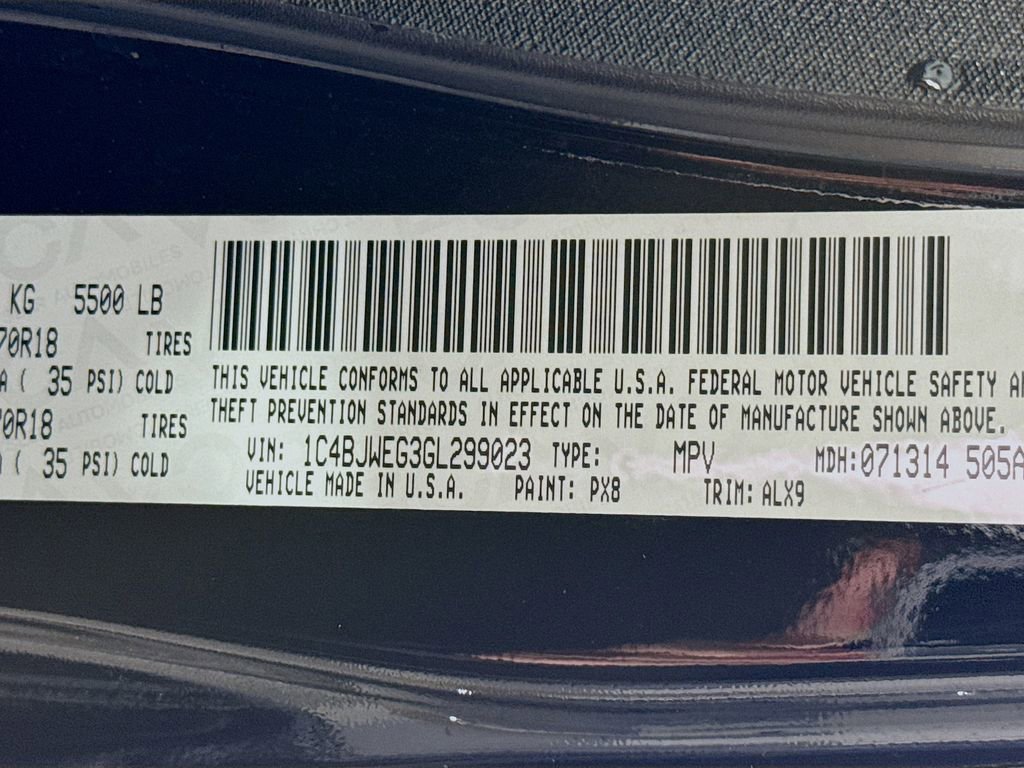 KG 5500 LB
70R18 TIRES
A ( 35 PSI) COLD
70R18 TIRES
( 35 PSI) COLD
THIS VEHICLE CONFORMS TO ALL APPLICABLE U.S.A. FEDERAL MOTOR VEHICLE SAFETY
THEFT PREVENTION STANDARDS IN EFFECT ON THE DATE OF MANUFACTURE SHOWN ABOVE.
VIN: 1C4BJWEG3GL299023 TYPE: MPV MDH:071314 505A
VEHICLE MADE IN U.S.A. PAINT: PX8 TRIM: ALX9